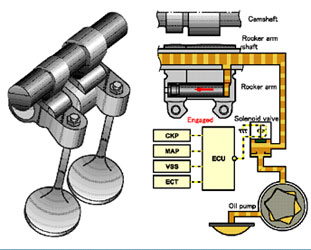 Camshaft
Rocker arm
shaft
Rocker arm
Engaged
Solenoid valve
CKP
MAP
VSS
ECT
ECU
Oil pump